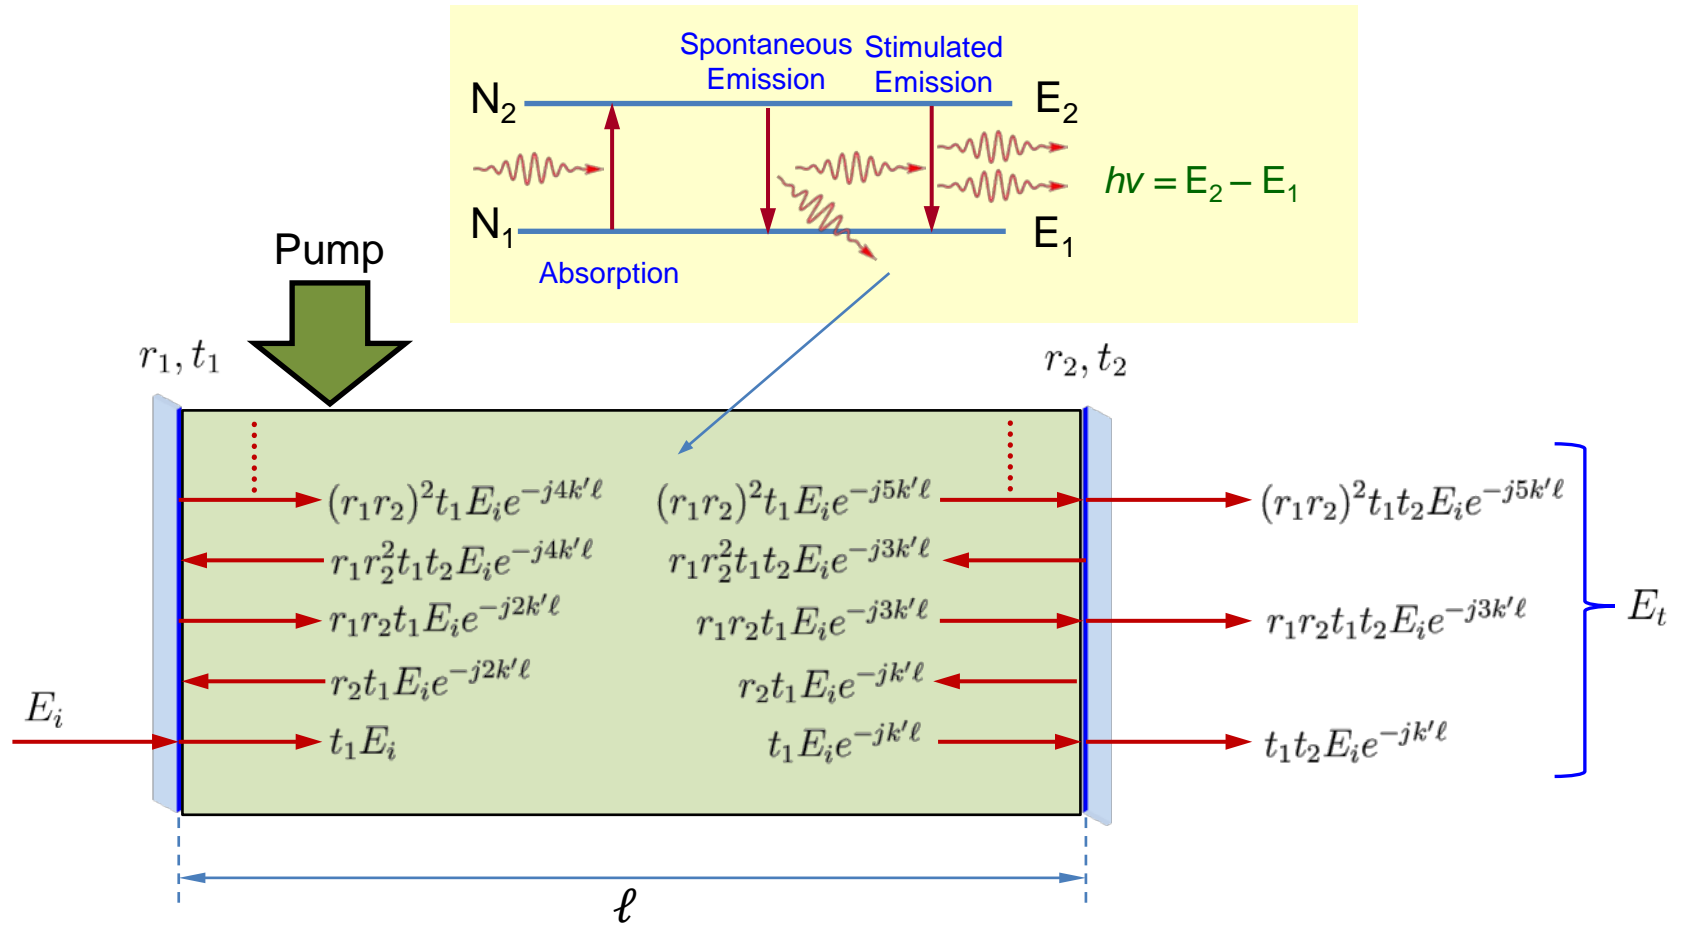 Spontaneous Emission
Stimulated Emission
N₂
E₂
hν = E₂ – E₁
N₁
E₁
Absorption
Pump
r₁, t₁
r₂, t₂
(r₁r₂)²t₁Eᵢe^{-j4k′ℓ}
(r₁r₂)²t₁Eᵢe^{-j5k′ℓ}
(r₁r₂)²t₁t₂Eᵢe^{-j5k′ℓ}
r₁r₂²t₁t₂Eᵢe^{-j4k′ℓ}
r₁r₂²t₁t₂Eᵢe^{-j3k′ℓ}
r₁r₂t₁Eᵢe^{-j2k′ℓ}
r₁r₂t₁Eᵢe^{-j3k′ℓ}
r₁r₂t₁t₂Eᵢe^{-j3k′ℓ}
Eₜ
r₂t₁Eᵢe^{-j2k′ℓ}
r₂t₁Eᵢe^{-jk′ℓ}
Eᵢ
t₁Eᵢ
t₁Eᵢe^{-jk′ℓ}
t₁t₂Eᵢe^{-jk′ℓ}
ℓ